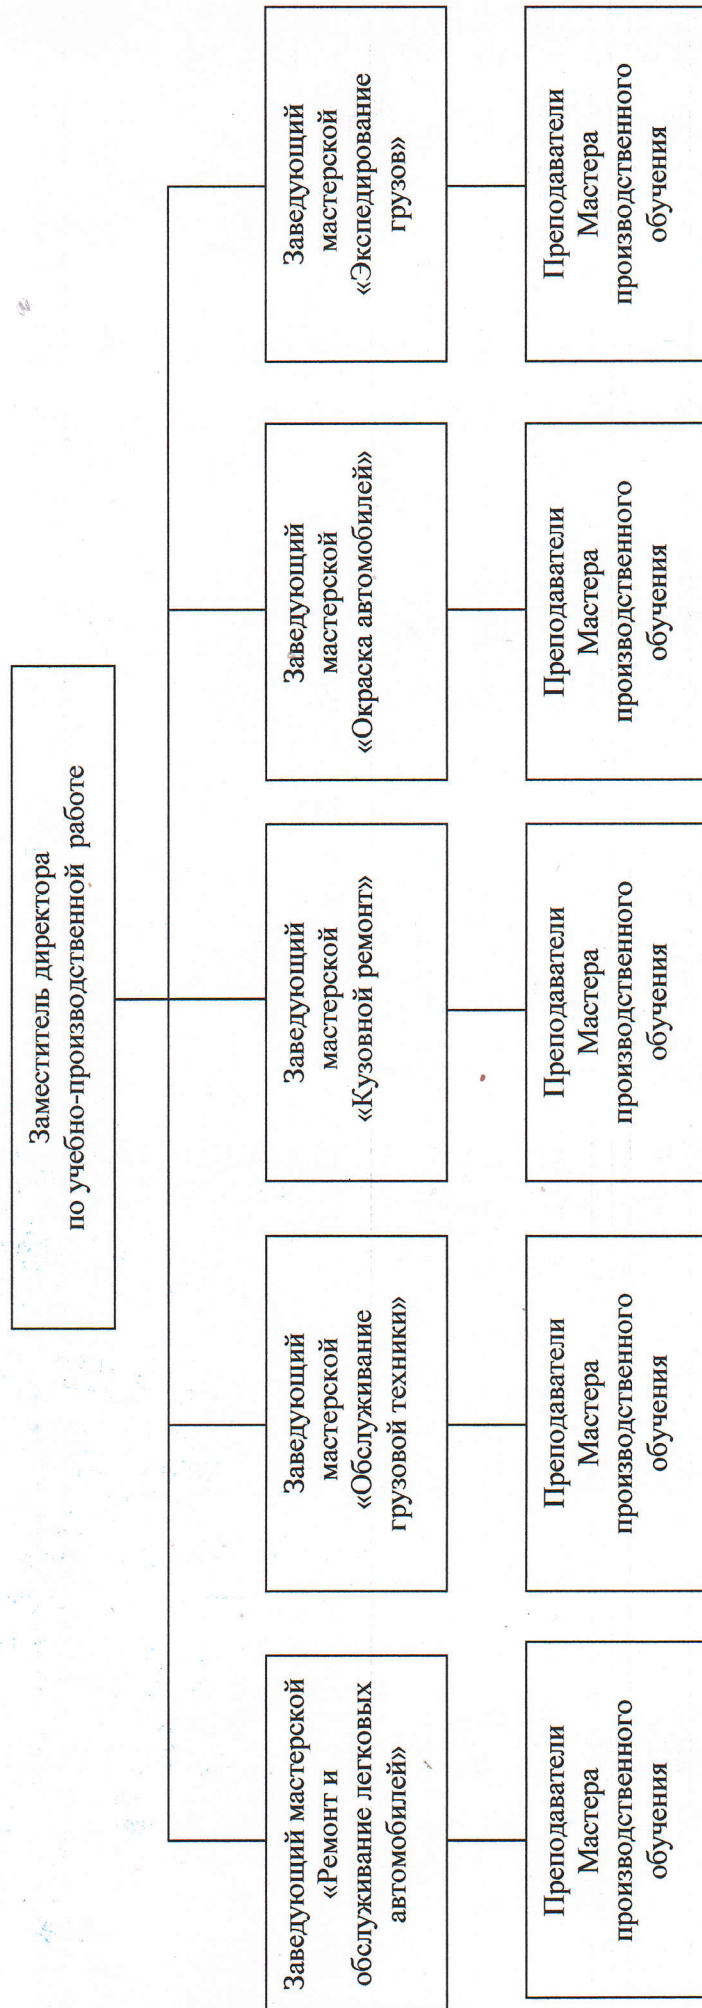 Заместитель директора
по учебно-производственной работе
Заведующий мастерской
«Ремонт и
обслуживание легковых
автомобилей»
Заведующий
мастерской
«Обслуживание
грузовой техники»
Заведующий
мастерской
«Кузовной ремонт»
Заведующий
мастерской
«Окраска автомобилей»
Заведующий
мастерской
«Экспедирование
грузов»
Преподаватели
Мастера
производственного
обучения
Преподаватели
Мастера
производственного
обучения
Преподаватели
Мастера
производственного
обучения
Преподаватели
Мастера
производственного
обучения
Преподаватели
Мастера
производственного
обучения